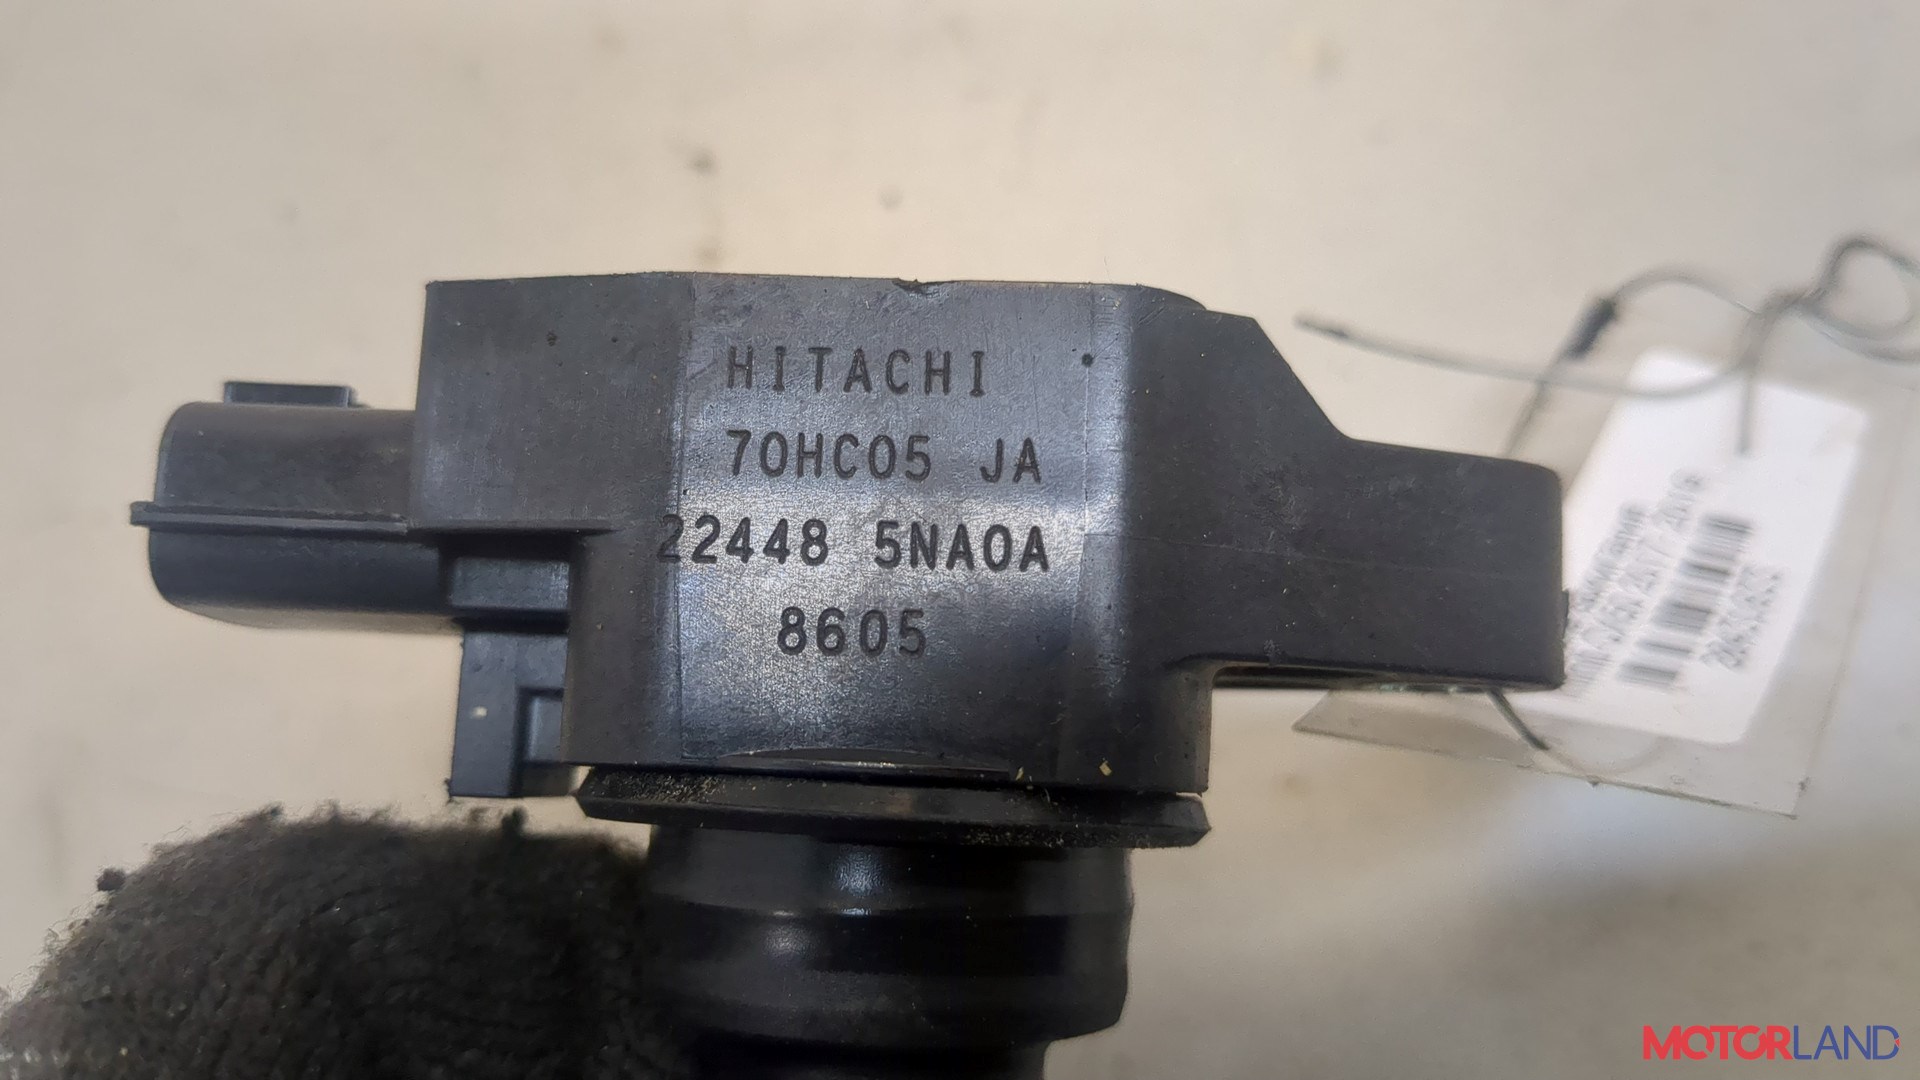 HITACHI
70HC05 JA
22448 5NA0A
8605
MOTORLAND